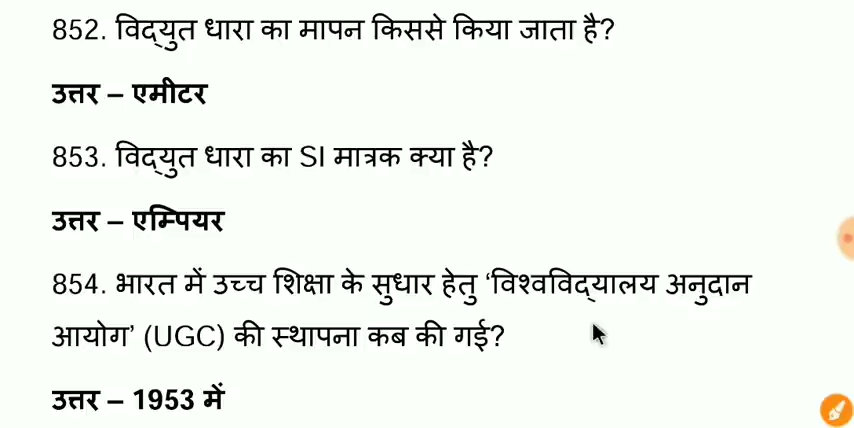 852. विद्युत धारा का मापन किससे किया जाता है?
उत्तर – एमीटर
853. विद्युत धारा का SI मात्रक क्या है?
उत्तर – एम्पियर
854. भारत में उच्च शिक्षा के सुधार हेतु ‘विश्वविद्यालय अनुदान
आयोग’ (UGC) की स्थापना कब की गई?
उत्तर – 1953 में